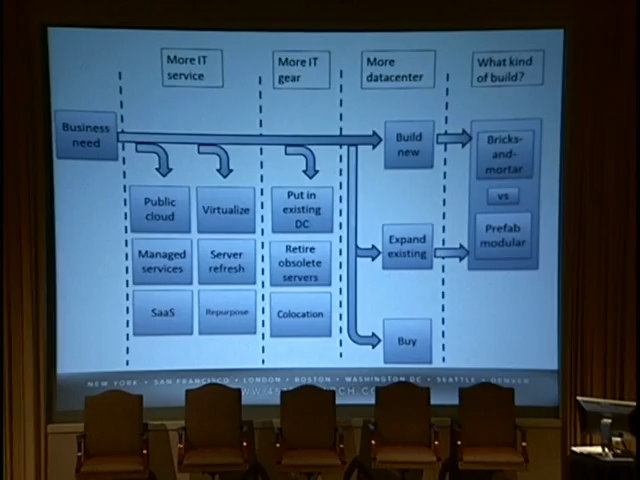 More IT
service
More IT
gear
More
datacenter
What kind
of build?
Business
need
Build
new
Bricks-
and-
mortar
vs
Prefab
modular
Public
cloud
Virtualize
Put in
existing
DC
Managed
services
Server
refresh
Retire
obsolete
servers
Expand
existing
SaaS
Repurpose
Colocation
Buy
NEW YORK • SAN FRANCISCO • LONDON • BOSTON • WASHINGTON DC • SEATTLE • DENVER